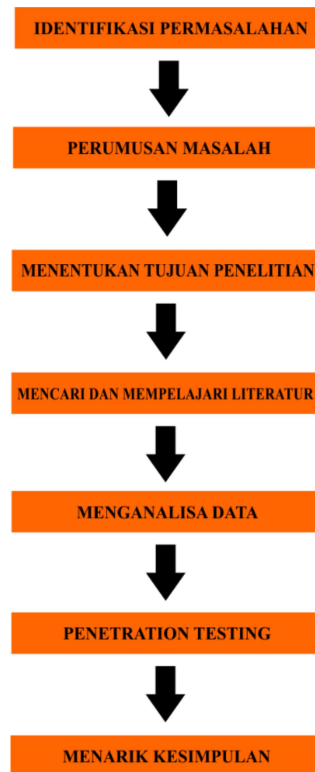 IDENTIFIKASI PERMASALAHAN
PERUMUSAN MASALAH
MENENTUKAN TUJUAN PENELITIAN
MENCARI DAN MEMPELAJARI LITERATUR
MENGANALISA DATA
PENETRATION TESTING
MENARIK KESIMPULAN